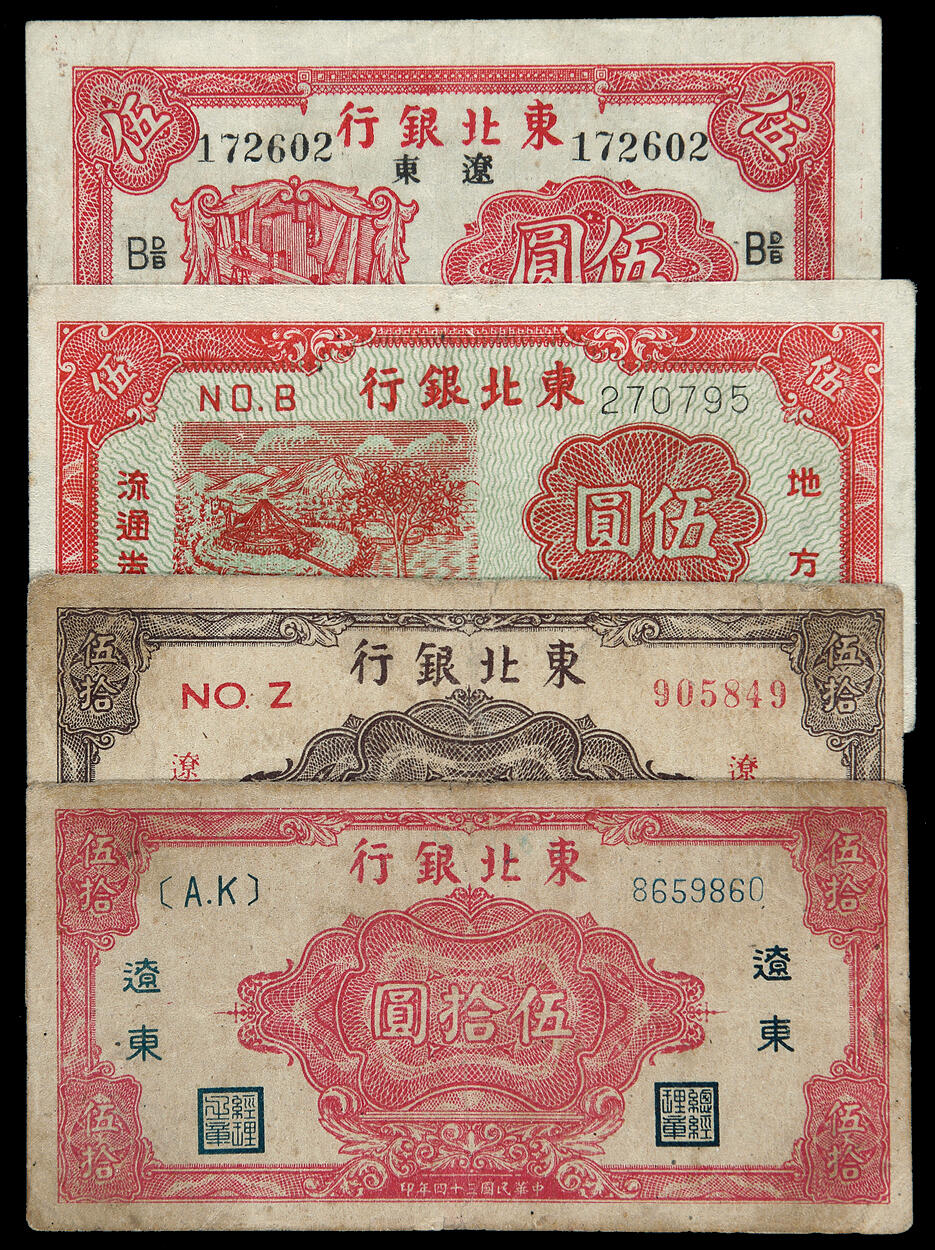 伍
伍
東北銀行
172602
172602
遼東
BDB
BDB
伍圓
伍
伍
NO.B
東北銀行
270795
地方
流通券
伍圓
伍拾
伍拾
東北銀行
NO. Z
905849
遼
遼
伍拾
伍拾
東北銀行
〔A.K〕
8659860
遼東
遼東
伍拾圓
總經理章
經理之章
伍拾
伍拾
中華民國三十四年印